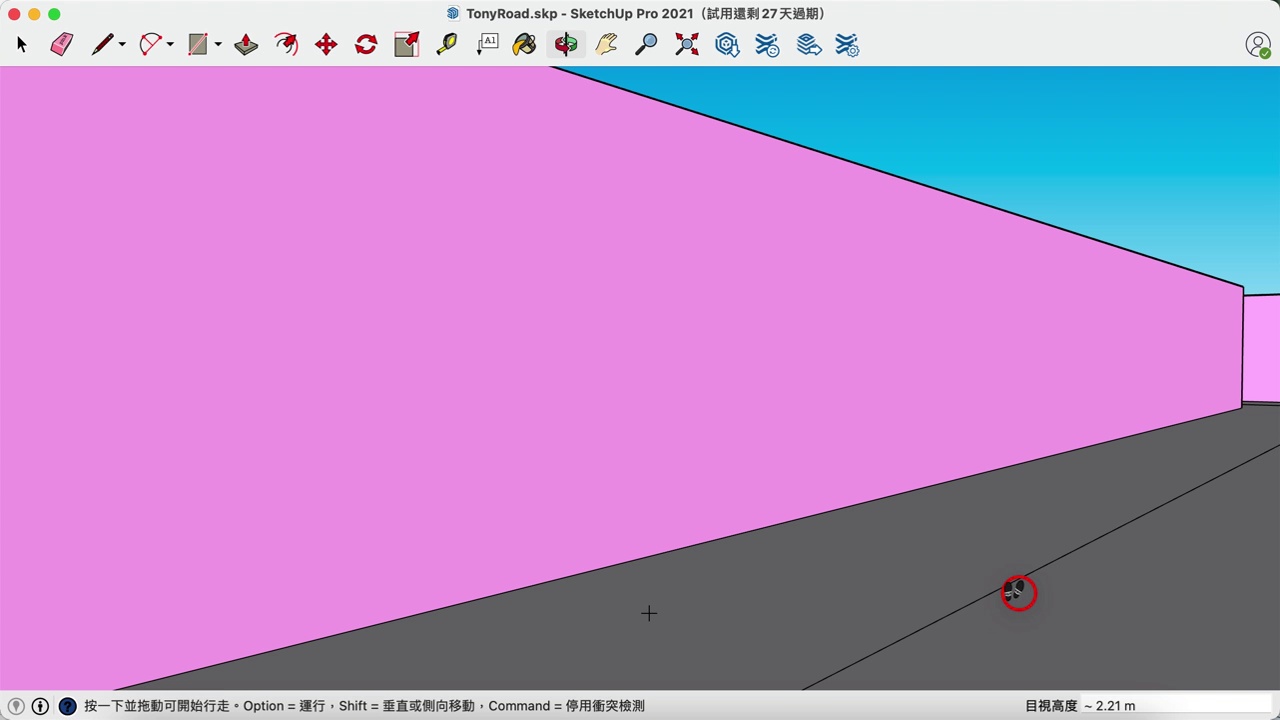 TonyRoad.skp - SketchUp Pro 2021（試用還剩 27 天過期）
A1
按一下並拖動可開始行走。Option = 運行，Shift = 垂直或側向移動，Command = 停用衝突檢測
目視高度 ~ 2.21 m